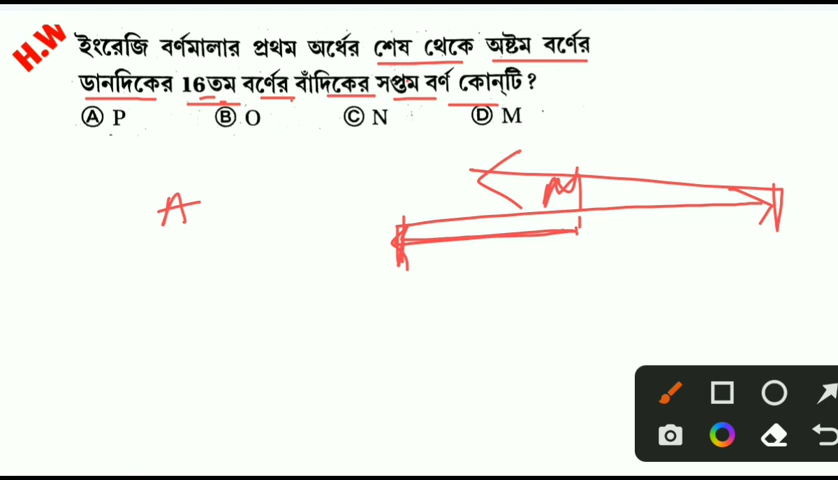 H.W
ইংরেজি বর্ণমালার প্রথম অর্ধের শেষ থেকে অষ্টম বর্ণের
ডানদিকের 16তম বর্ণের বাঁদিকের সপ্তম বর্ণ কোন্‌টি?
Ⓐ P Ⓑ O Ⓒ N Ⓓ M
A M